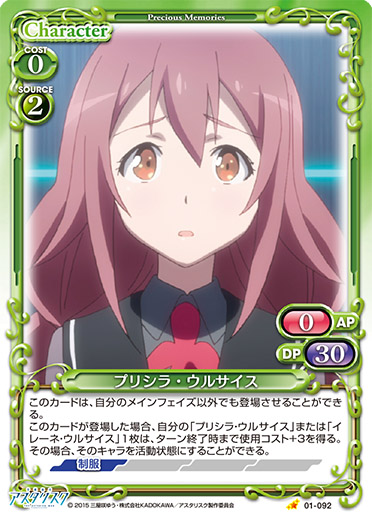 Precious Memories
Character
COST
0
SOURCE
2
0 AP
DP 30
プリシラ・ウルサイス
このカードは、自分のメインフェイズ以外でも登場させることができ
る。
このカードが登場した場合、自分の「プリシラ・ウルサイス」または「イ
レーネ・ウルサイス」1枚は、ターン終了時まで使用コスト+3を得る。
その場合、そのキャラを活動状態にすることができる。
制服
アスタリスク
01-092
© 2015 三屋咲ゆう・株式会社KADOKAWA／アスタリスク製作委員会